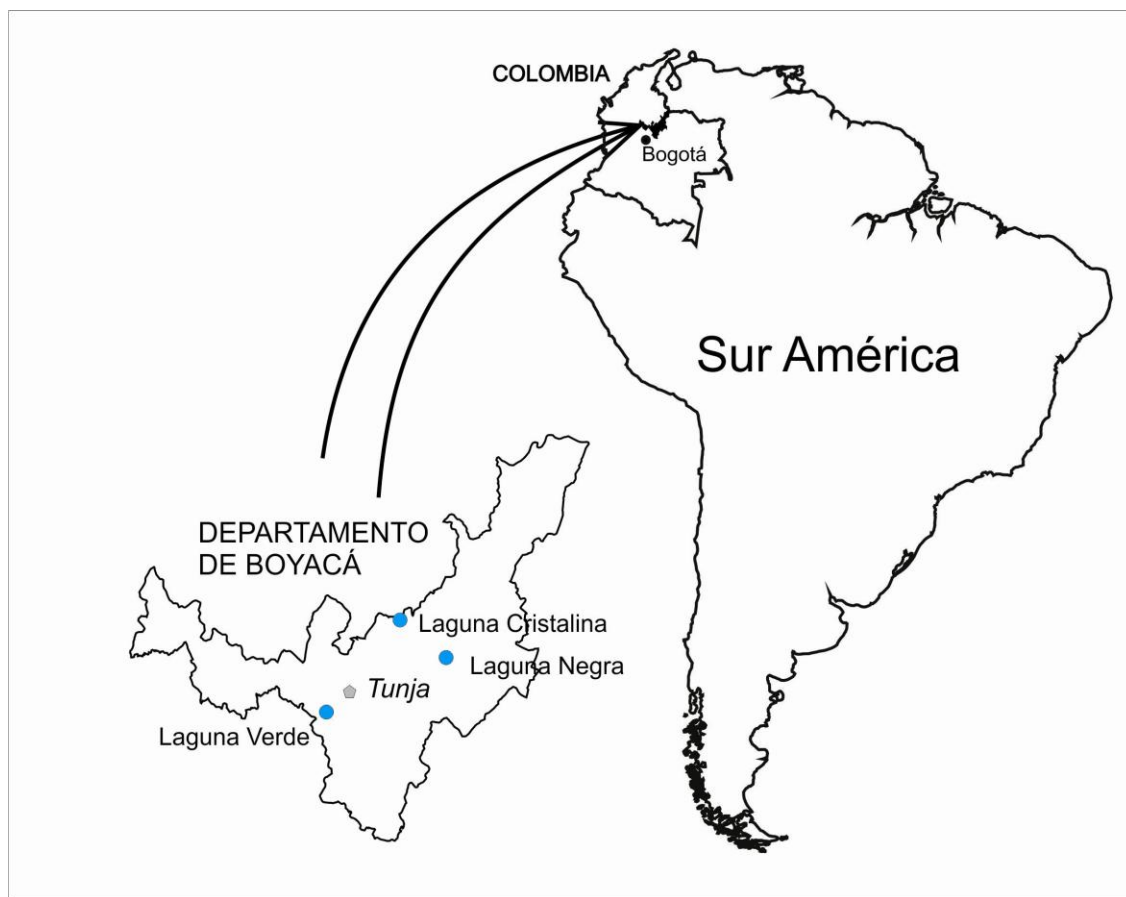 COLOMBIA
Bogotá
Sur América
DEPARTAMENTO
DE BOYACÁ
Laguna Cristalina
Laguna Negra
Tunja
Laguna Verde